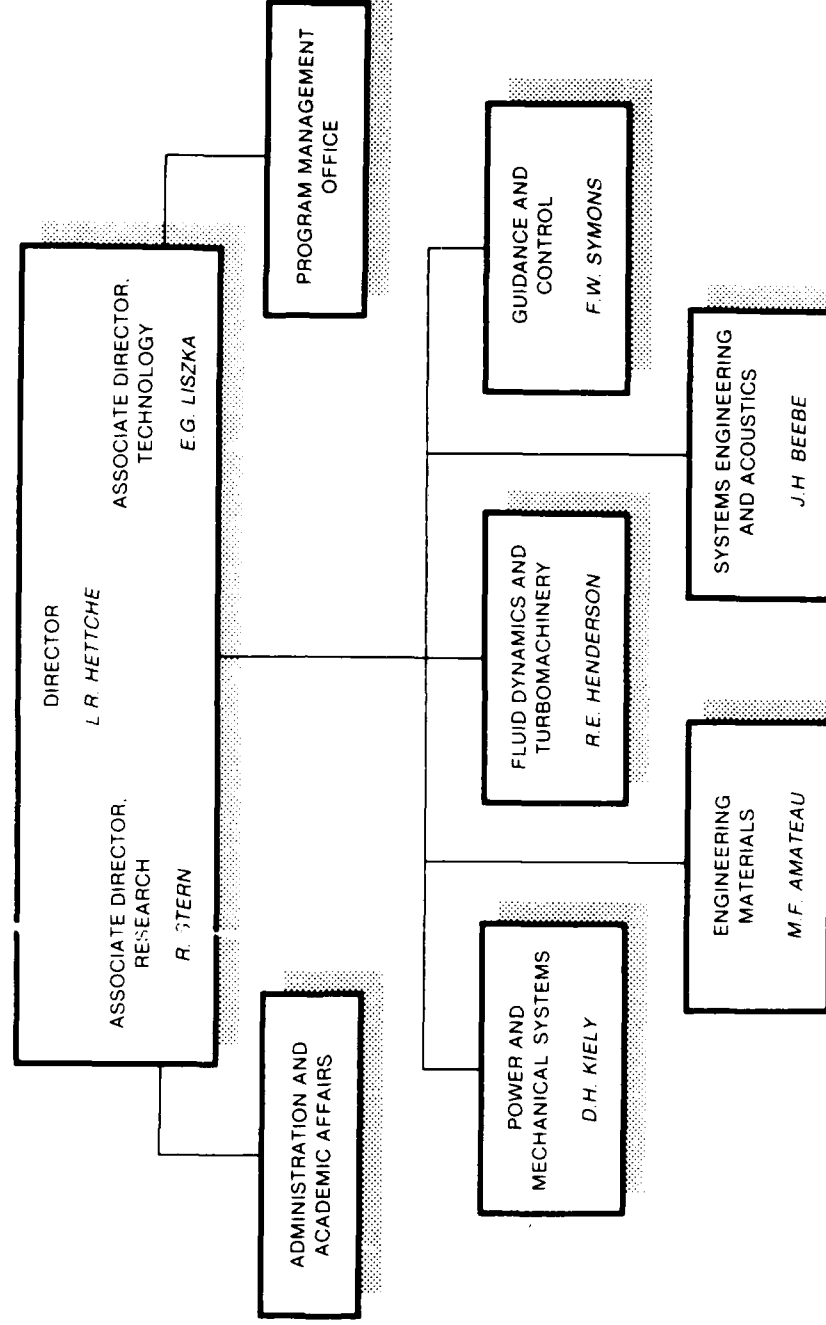 DIRECTOR
L.R. HETTCHE
ASSOCIATE DIRECTOR,
RESEARCH
R. STERN
ASSOCIATE DIRECTOR,
TECHNOLOGY
E.G. LISZKA
ADMINISTRATION AND
ACADEMIC AFFAIRS
PROGRAM MANAGEMENT
OFFICE
POWER AND
MECHANICAL SYSTEMS
D.H. KIELY
FLUID DYNAMICS AND
TURBOMACHINERY
R.E. HENDERSON
GUIDANCE AND
CONTROL
F.W. SYMONS
ENGINEERING
MATERIALS
M.F. AMATEAU
SYSTEMS ENGINEERING
AND ACOUSTICS
J.H BEEBE